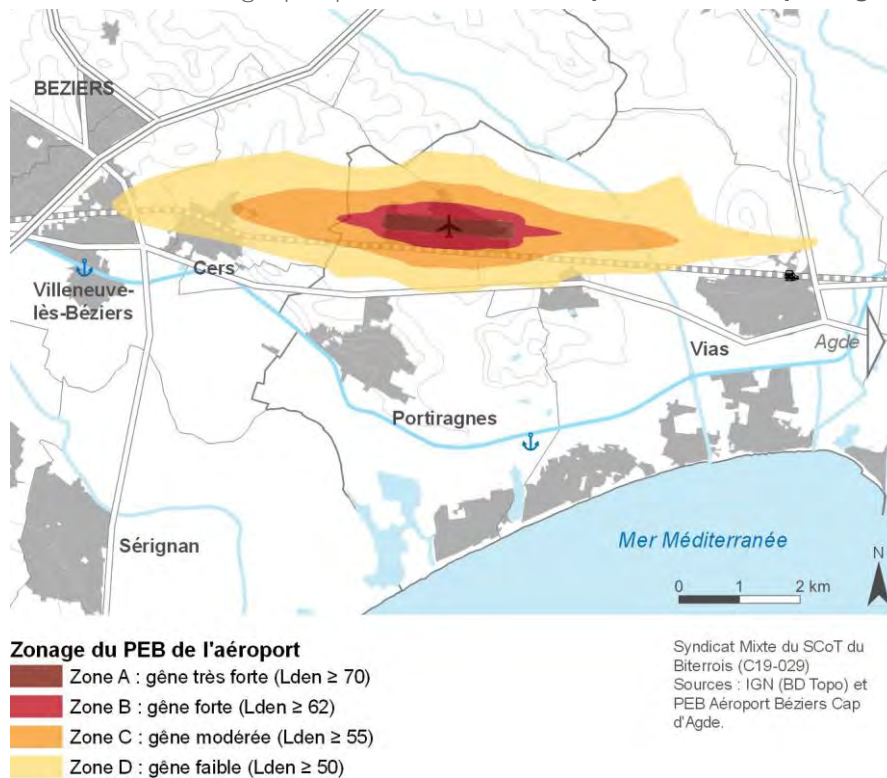 BEZIERS
Villeneuve-
lès-Béziers
Cers
Vias
Agde
Portiragnes
Sérignan
Mer Méditerranée
N
0 1 2 km
Zonage du PEB de l'aéroport
Zone A : gêne très forte (Lden ≥ 70)
Zone B : gêne forte (Lden ≥ 62)
Zone C : gêne modérée (Lden ≥ 55)
Zone D : gêne faible (Lden ≥ 50)
Syndicat Mixte du SCoT du
Biterrois (C19-029)
Sources : IGN (BD Topo) et
PEB Aéroport Béziers Cap
d'Agde.